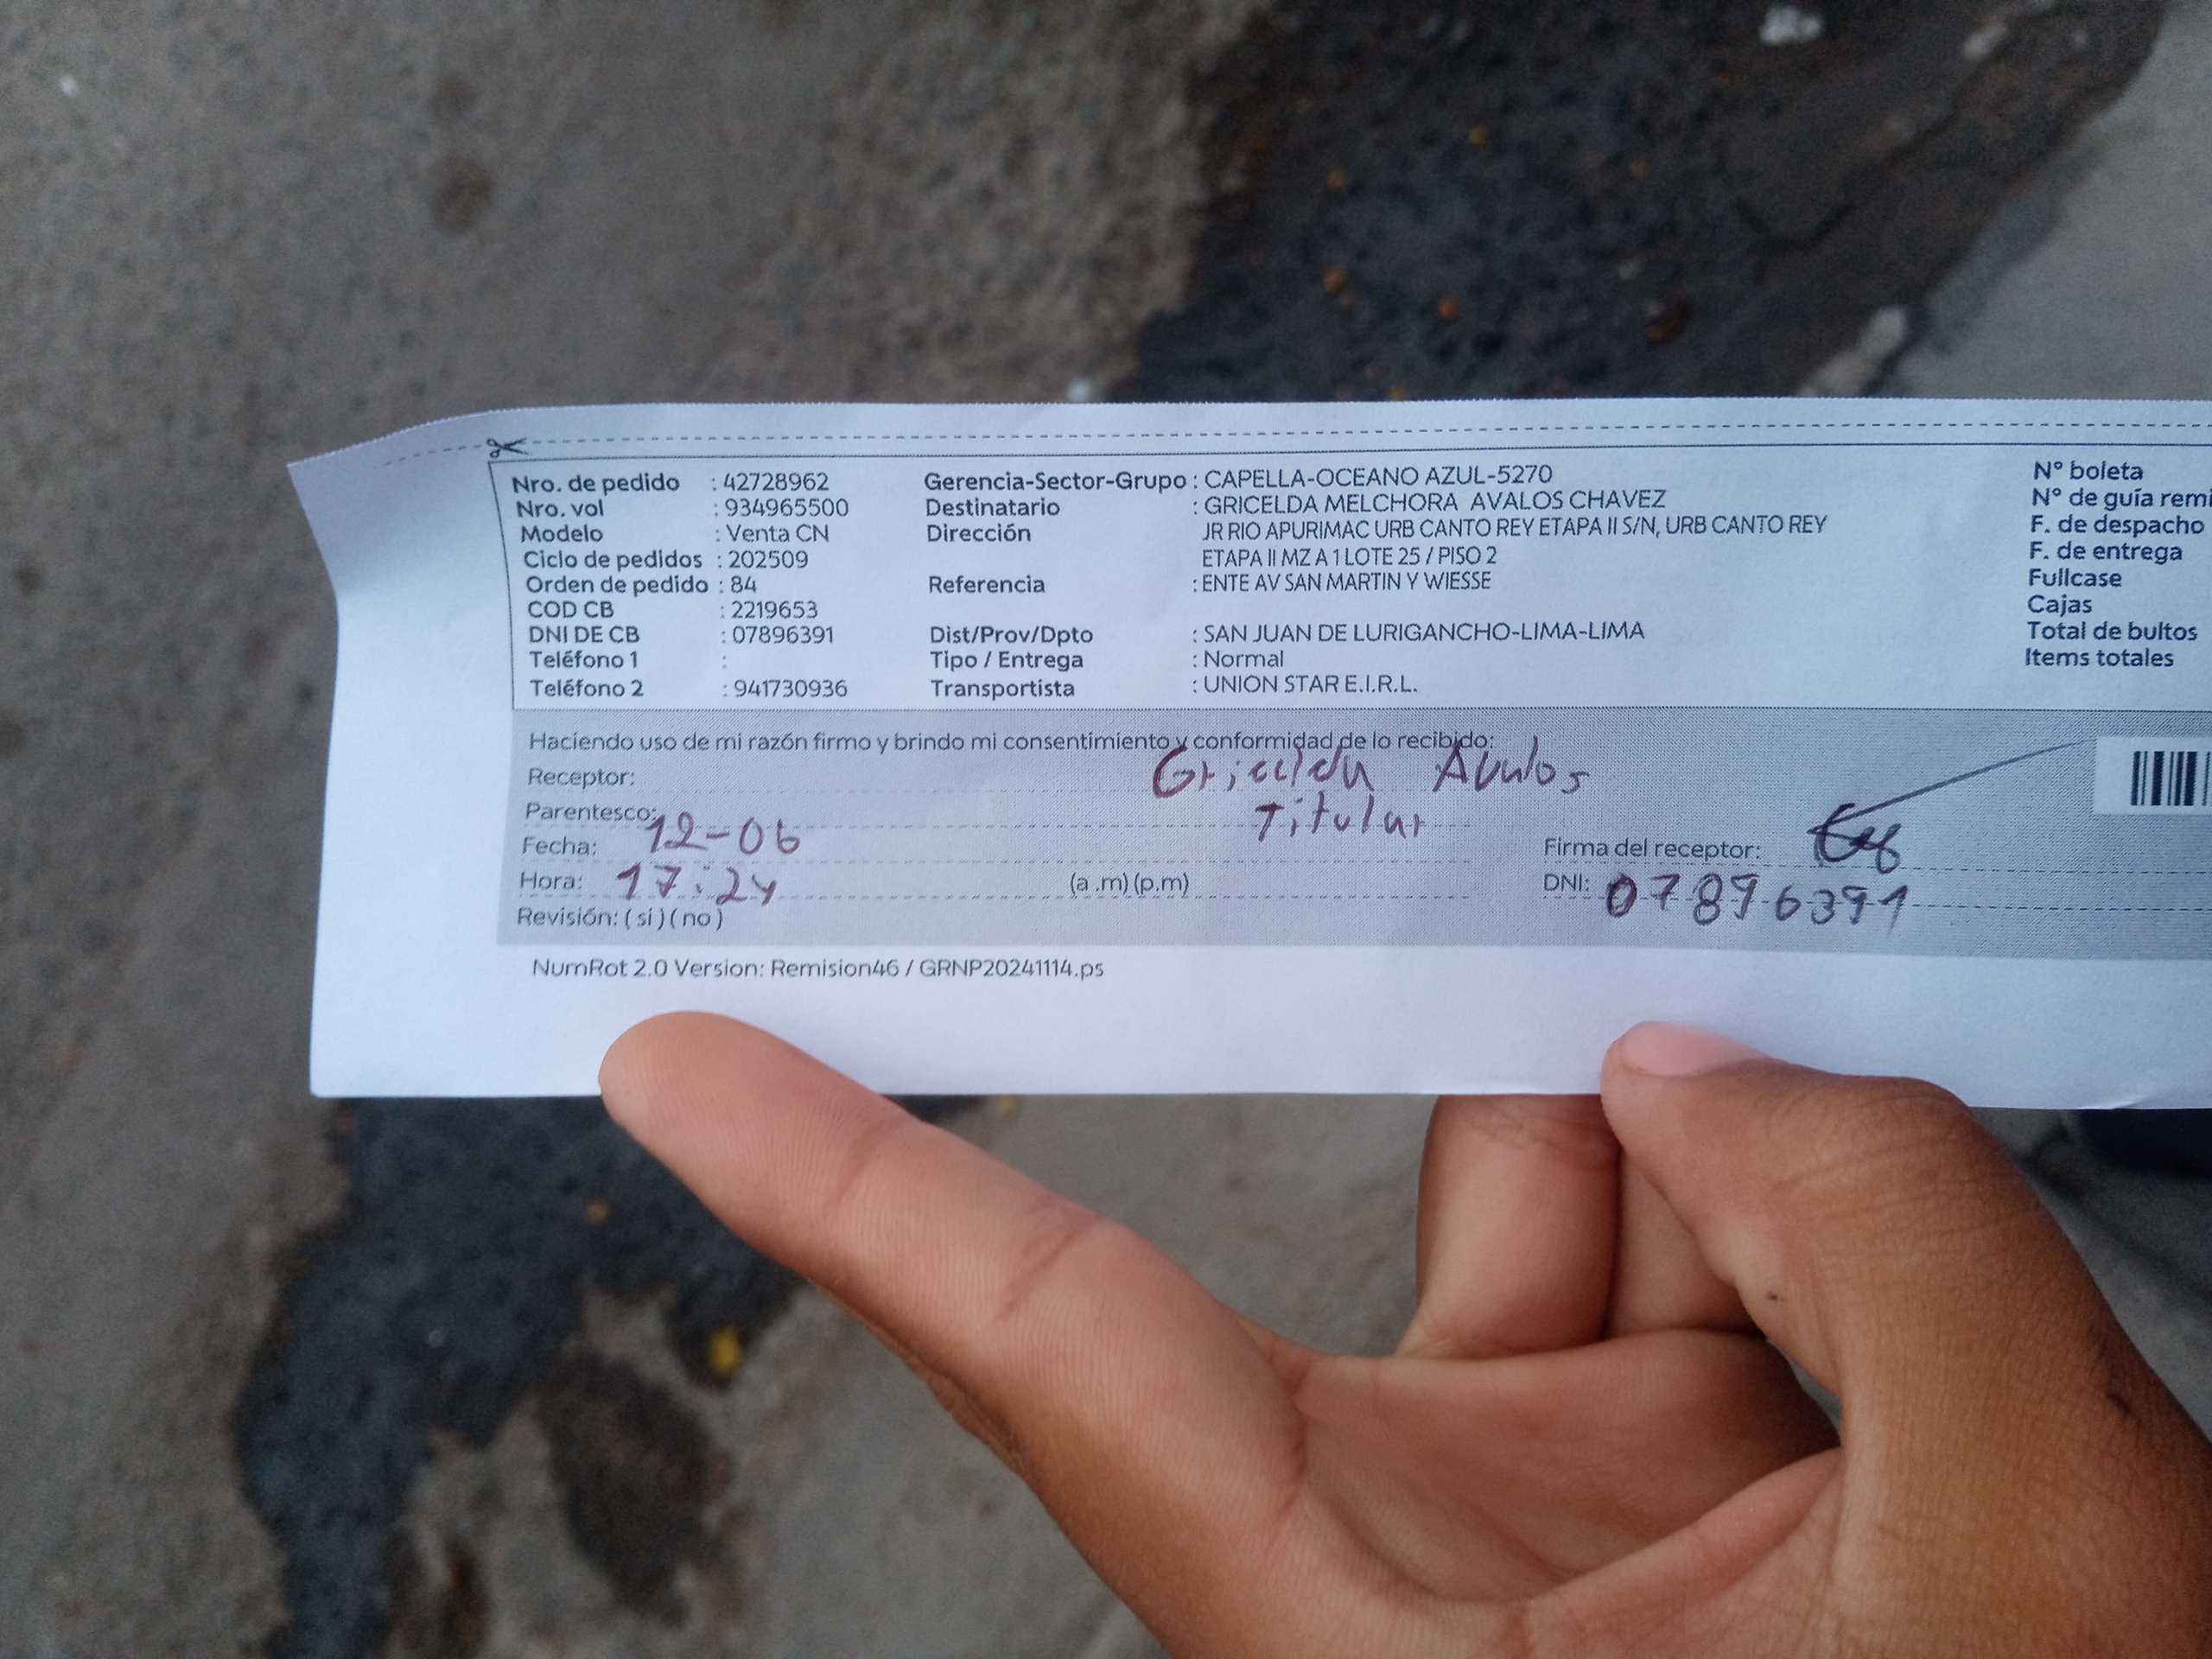 Nro. de pedido : 42728962
Nro. vol : 934965500
Modelo : Venta CN
Ciclo de pedidos : 202509
Orden de pedido : 84
COD CB : 2219653
DNI DE CB : 07896391
Teléfono 1 :
Teléfono 2 : 941730936
Gerencia-Sector-Grupo : CAPELLA-OCEANO AZUL-5270
Destinatario : GRICELDA MELCHORA AVALOS CHAVEZ
Dirección JR RIO APURIMAC URB CANTO REY ETAPA II S/N, URB CANTO REY
ETAPA II MZ A 1 LOTE 25 / PISO 2
Referencia : ENTE AV SAN MARTIN Y WIESSE
Dist/Prov/Dpto : SAN JUAN DE LURIGANCHO-LIMA-LIMA
Tipo / Entrega : Normal
Transportista : UNION STAR E.I.R.L.
N° boleta
N° de guía remi
F. de despacho
F. de entrega
Fullcase
Cajas
Total de bultos
Items totales
Haciendo uso de mi razón firmo y brindo mi consentimiento y conformidad de lo recibido:
Receptor: Gricelda Avalos
Parentesco: Titular
Fecha: 12-06
Hora: 17:24 (a .m) (p.m)
Revisión: ( si ) ( no )
Firma del receptor:
DNI: 07896391
NumRot 2.0 Version: Remision46 / GRNP20241114.ps